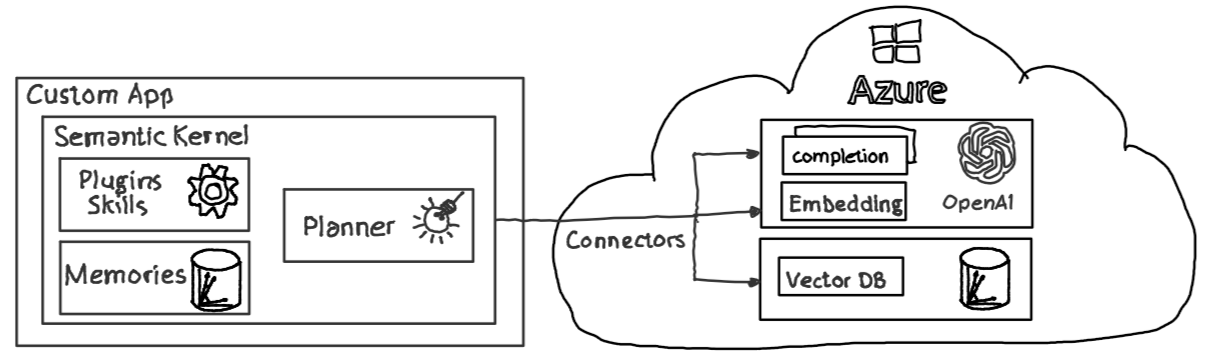 Custom App
Semantic Kernel
Plugins
Skills
Memories
Planner
Connectors
Azure
completion
Embedding
OpenAI
Vector DB